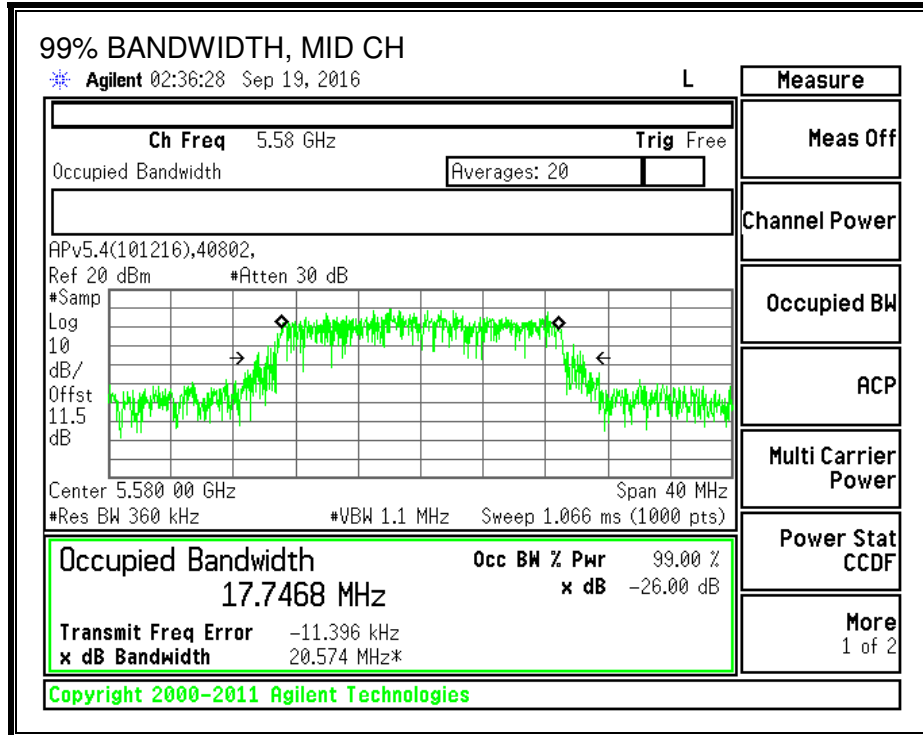 99% BANDWIDTH, MID CH
Agilent 02:36:28 Sep 19, 2016 L
Measure
Ch Freq 5.58 GHz Trig Free
Meas Off
Occupied Bandwidth Averages: 20
Channel Power
APv5.4(101216),40802,
Ref 20 dBm #Atten 30 dB
#Samp
Log
10
dB/
Offst
11.5
dB
Occupied BW
ACP
Multi Carrier
Power
Center 5.580 00 GHz Span 40 MHz
#Res BW 360 kHz #VBW 1.1 MHz Sweep 1.066 ms (1000 pts)
Power Stat
CCDF
Occupied Bandwidth Occ BW % Pwr 99.00 %
17.7468 MHz x dB -26.00 dB
Transmit Freq Error -11.396 kHz
x dB Bandwidth 20.574 MHz*
More
1 of 2
Copyright 2000-2011 Agilent Technologies